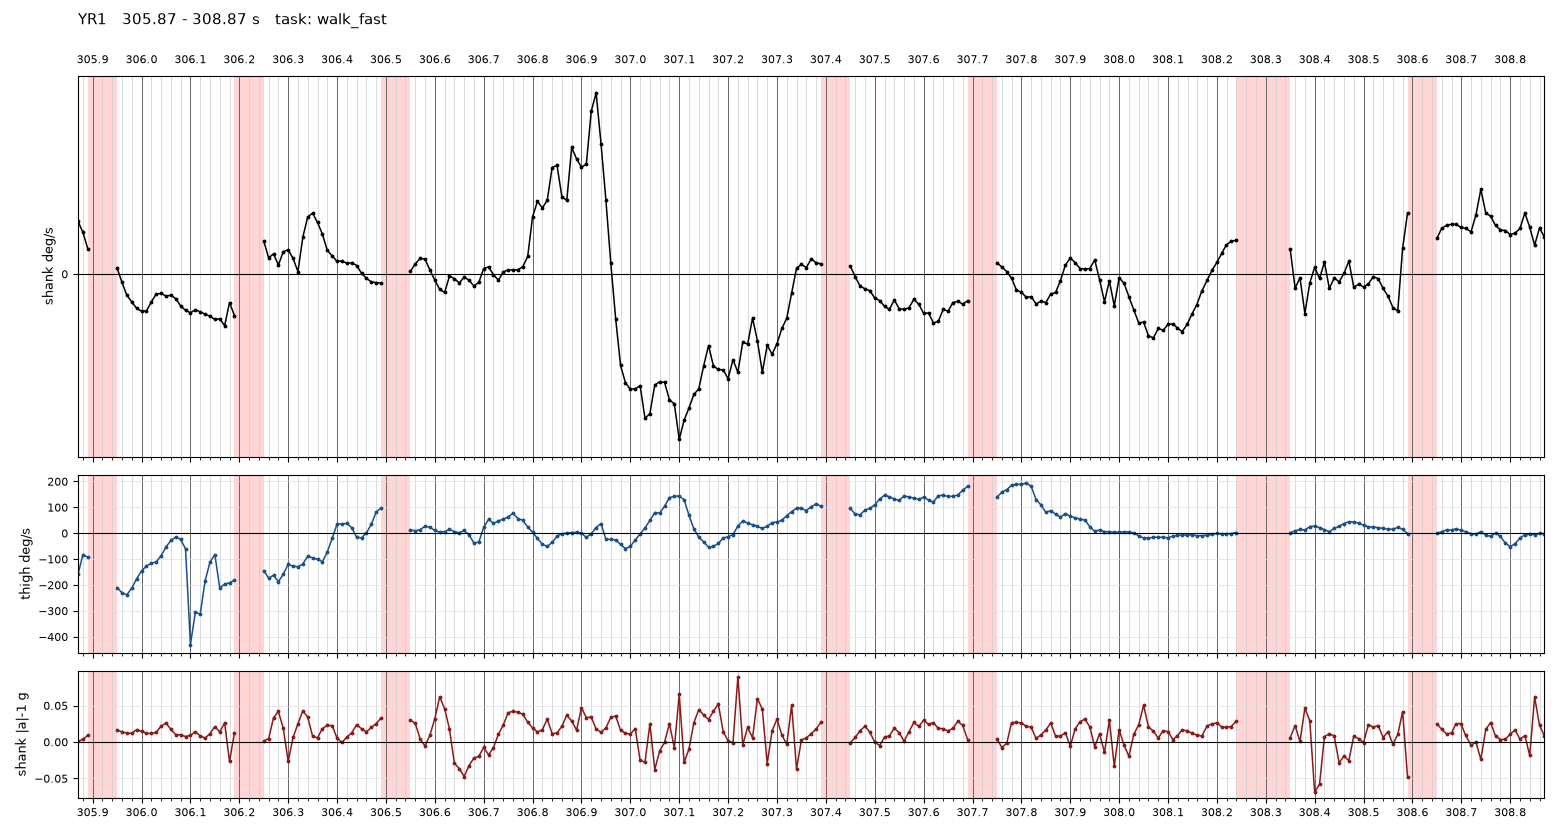 YR1   305.87 - 308.87 s   task: walk_fast
305.9 306.0 306.1 306.2 306.3 306.4 306.5 306.6 306.7 306.8 306.9 307.0 307.1 307.2 307.3 307.4 307.5 307.6 307.7 307.8 307.9 308.0 308.1 308.2 308.3 308.4 308.5 308.6 308.7 308.8
shank deg/s
0
thigh deg/s
200
100
0
−100
−200
−300
−400
shank |a|-1 g
0.05
0.00
−0.05
305.9 306.0 306.1 306.2 306.3 306.4 306.5 306.6 306.7 306.8 306.9 307.0 307.1 307.2 307.3 307.4 307.5 307.6 307.7 307.8 307.9 308.0 308.1 308.2 308.3 308.4 308.5 308.6 308.7 308.8